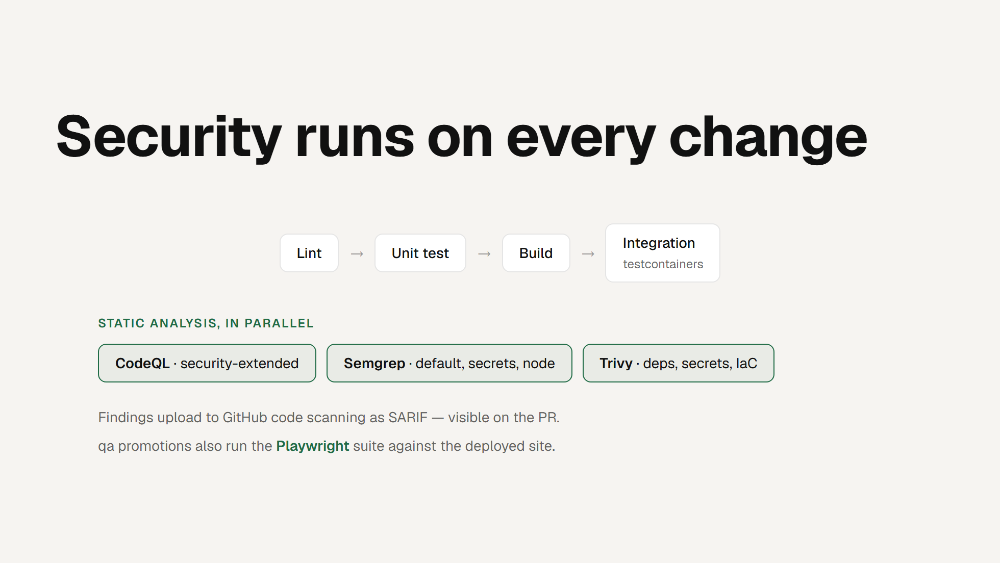 Security runs on every change
Lint → Unit test → Build → Integration
testcontainers
STATIC ANALYSIS, IN PARALLEL
CodeQL · security-extended
Semgrep · default, secrets, node
Trivy · deps, secrets, IaC
Findings upload to GitHub code scanning as SARIF — visible on the PR.
qa promotions also run the Playwright suite against the deployed site.